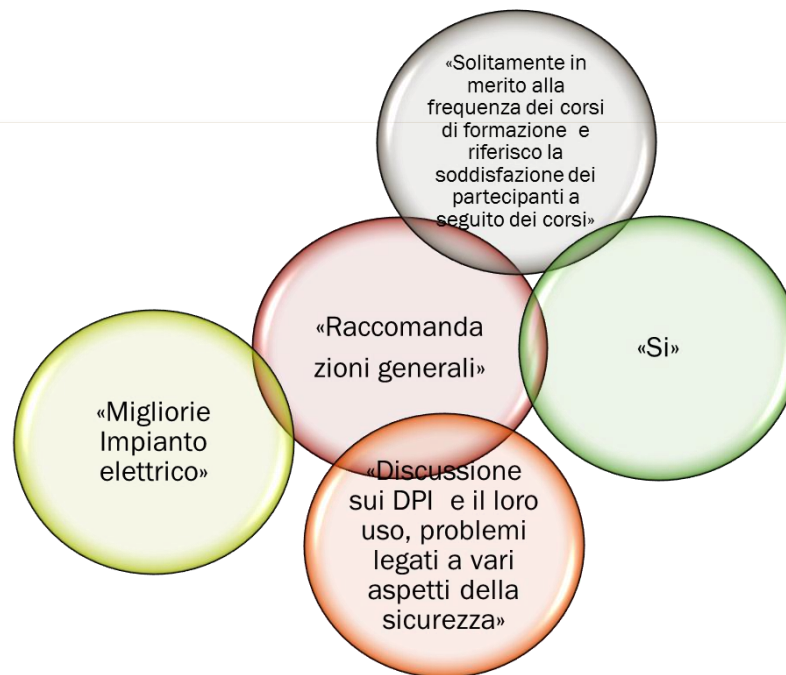 «Solitamente in
merito alla
frequenza dei corsi
di formazione e
riferisco la
soddisfazione dei
partecipanti a
seguito dei corsi»
«Raccomanda
zioni generali»
«Si»
«Migliorie
Impianto
elettrico»
«Discussione
sui DPI e il loro
uso, problemi
legati a vari
aspetti della
sicurezza»